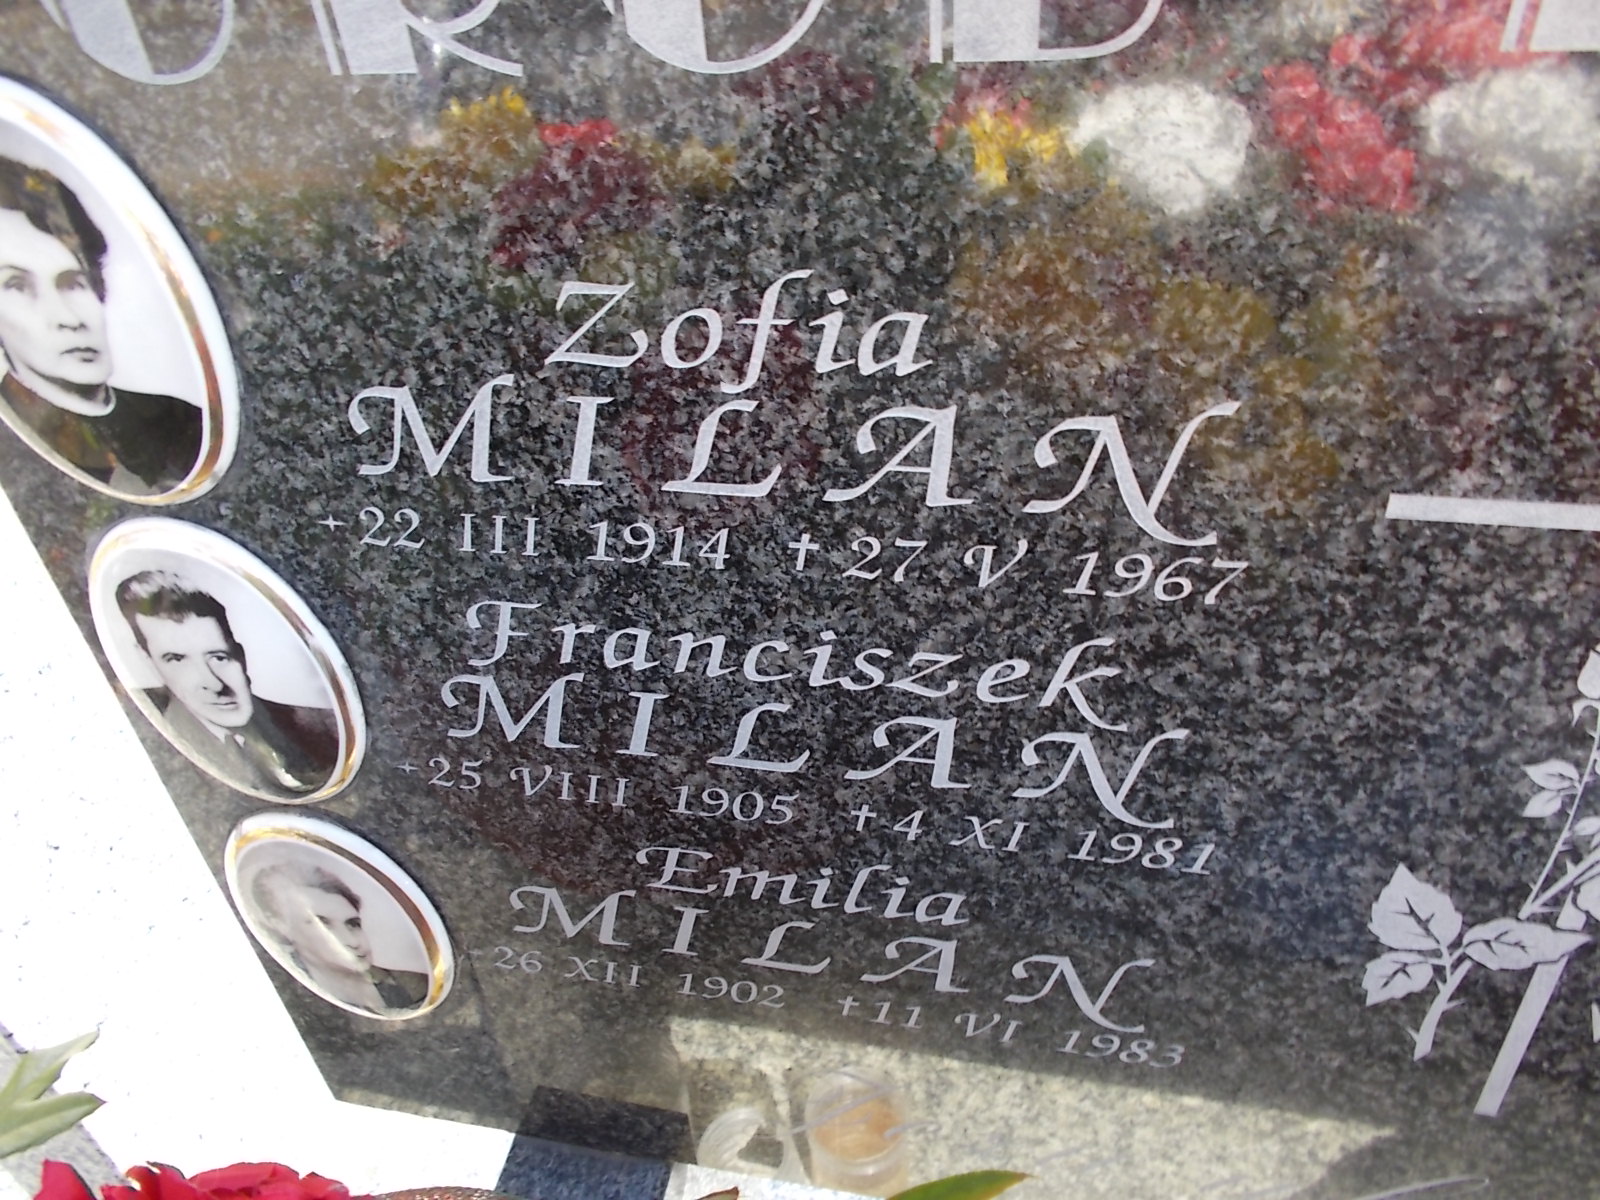 Zofia
MILAN
+22 III 1914 †27 V 1967
Franciszek
MILAN
+25 VIII 1905 †4 XI 1981
Emilia
MILAN
+26 XII 1902 †11 VI 1983